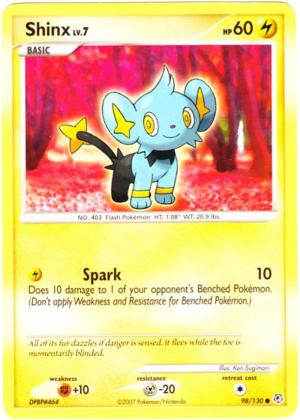 Shinx LV.7 HP 60
BASIC
NO. 403 Flash Pokémon HT: 1'08" WT: 20.9 lbs.
Spark 10
Does 10 damage to 1 of your opponent's Benched Pokémon.
(Don't apply Weakness and Resistance for Benched Pokémon.)
All of its fur dazzles if danger is sensed. It flees while the foe is
momentarily blinded.
Illus. Ken Sugimori
weakness resistance retreat cost
+10 -20
DPBP#464 ©2007 Pokémon/Nintendo 98/130